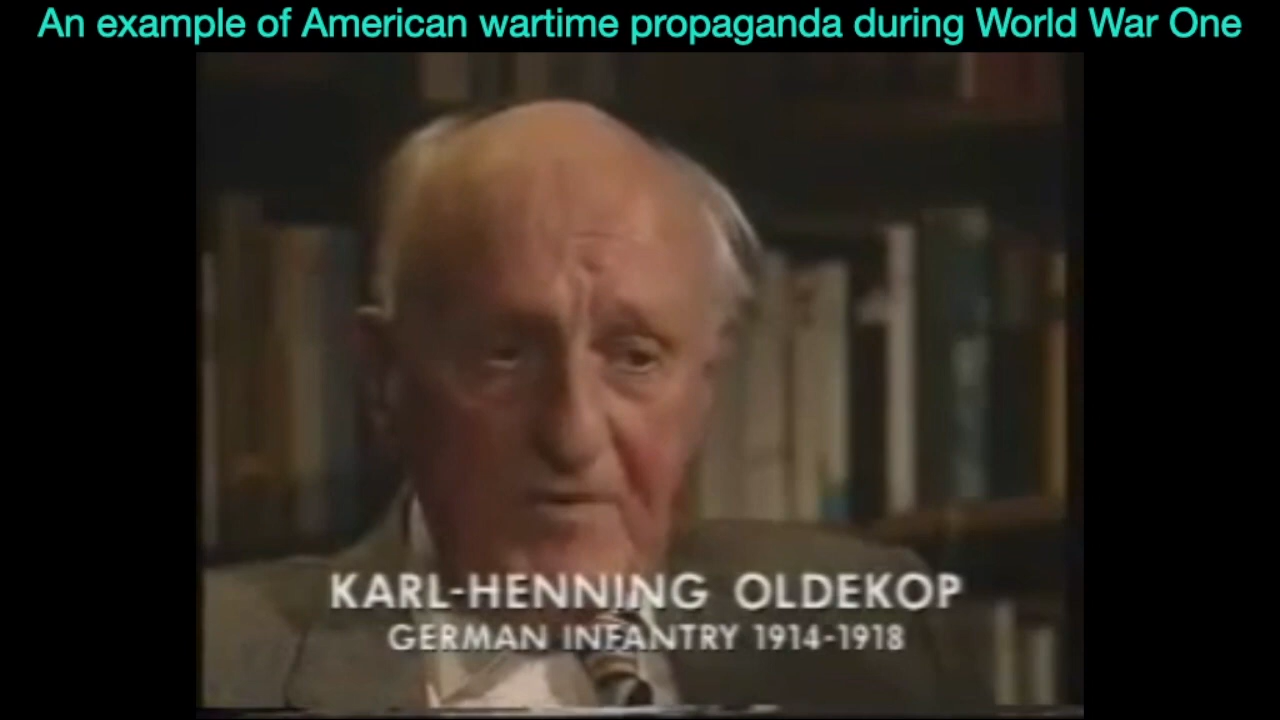 An example of American wartime propaganda during World War One
KARL-HENNING OLDEKOP
GERMAN INFANTRY 1914-1918